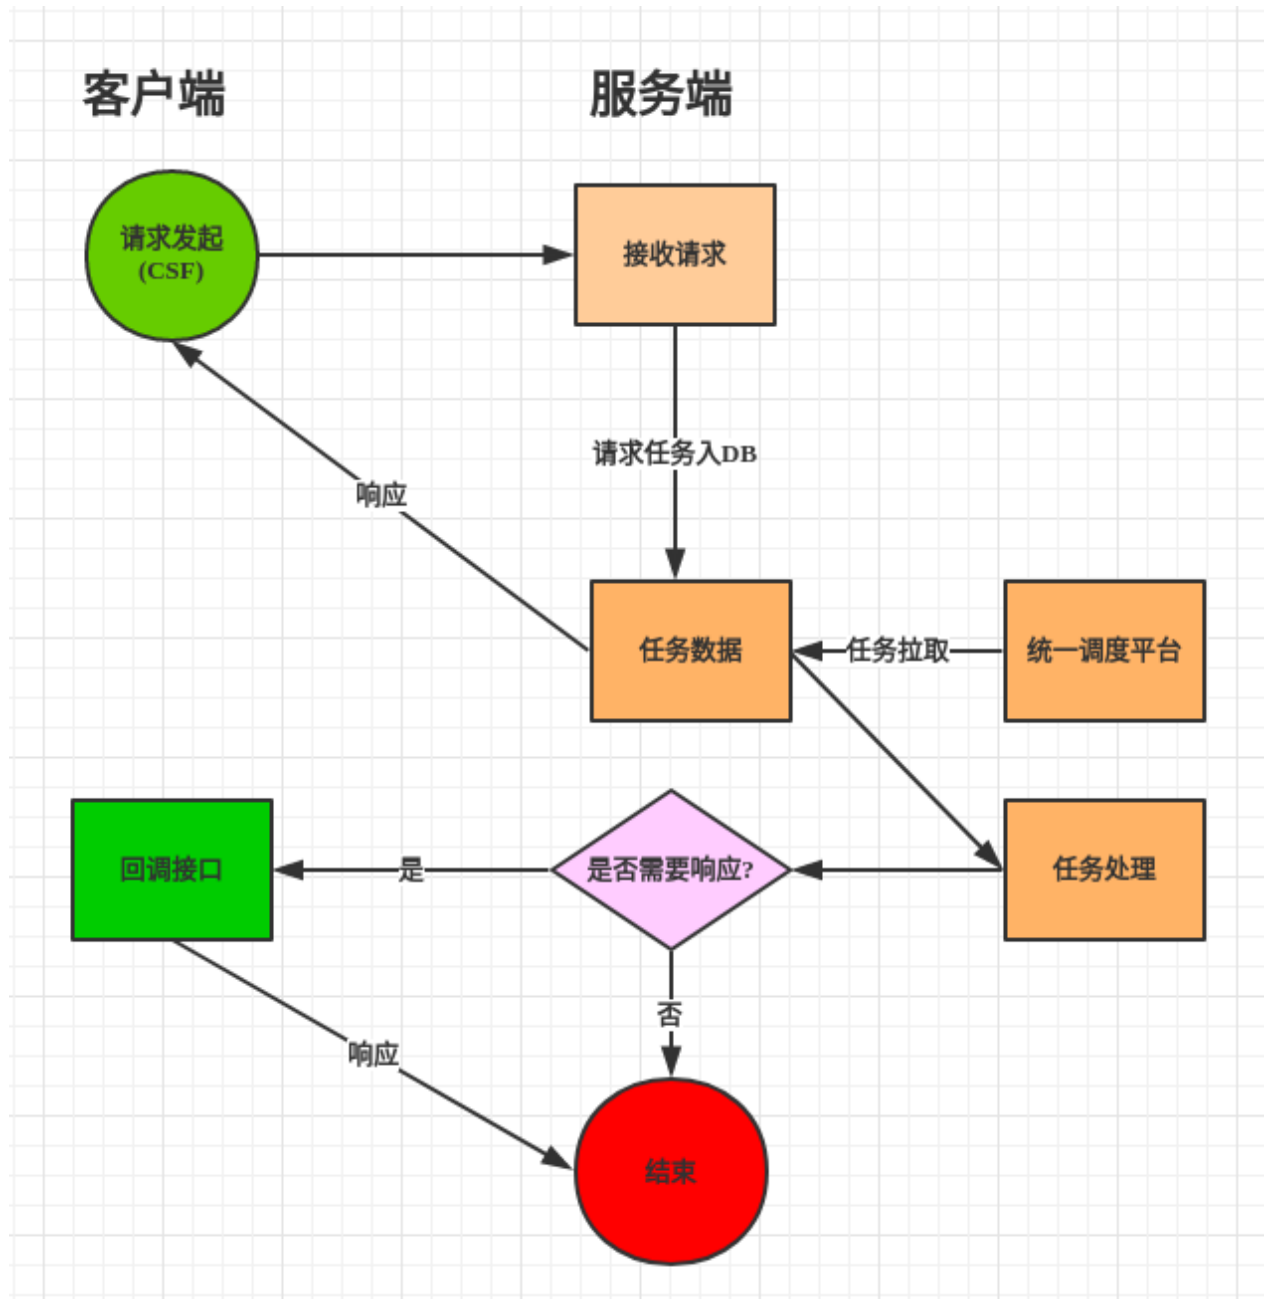 客户端
服务端
请求发起
(CSF)
接收请求
请求任务入DB
响应
任务数据
任务拉取
统一调度平台
回调接口
是
是否需要响应?
任务处理
否
响应
结束